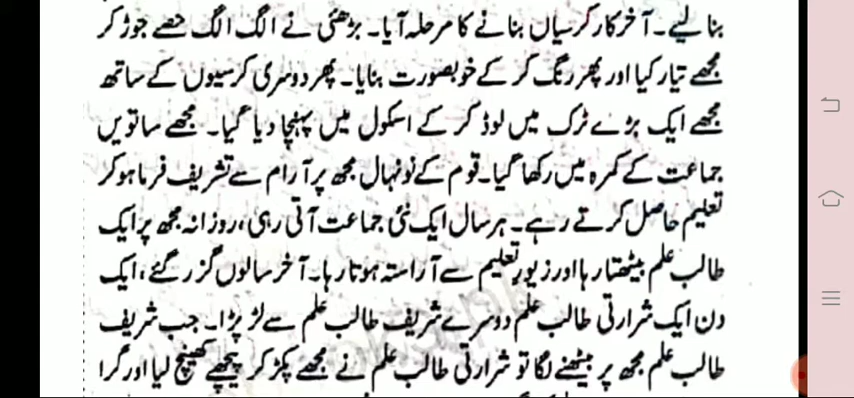 بنا لیے۔ آخر کار کرسیاں بنانے کا مرحلہ آیا۔ بڑھئی نے الگ الگ حصے جوڑ کر
مجھے تیار کیا اور پھر رنگ کر کے خوبصورت بنایا۔ پھر دوسری کرسیوں کے ساتھ
مجھے ایک بڑے ٹرک میں لوڈ کر کے اسکول میں پہنچا دیا گیا۔ مجھے ساتویں
جماعت کے کمرہ میں رکھا گیا۔ قوم کے نونہال مجھ پر آرام سے تشریف فرما ہو کر
تعلیم حاصل کرتے رہے۔ ہر سال ایک نئی جماعت آتی رہی، روزانہ مجھ پر ایک
طالب علم بیٹھتا رہا اور زیورِ تعلیم سے آراستہ ہوتا رہا۔ آخر سالوں گزر گئے، ایک
دن ایک شرارتی طالب علم دوسرے شریف طالب علم سے لڑ پڑا۔ جب شریف
طالب علم مجھ پر بیٹھنے لگا تو شرارتی طالب علم نے مجھے پکڑ کر پیچھے کھینچ لیا اور گرا